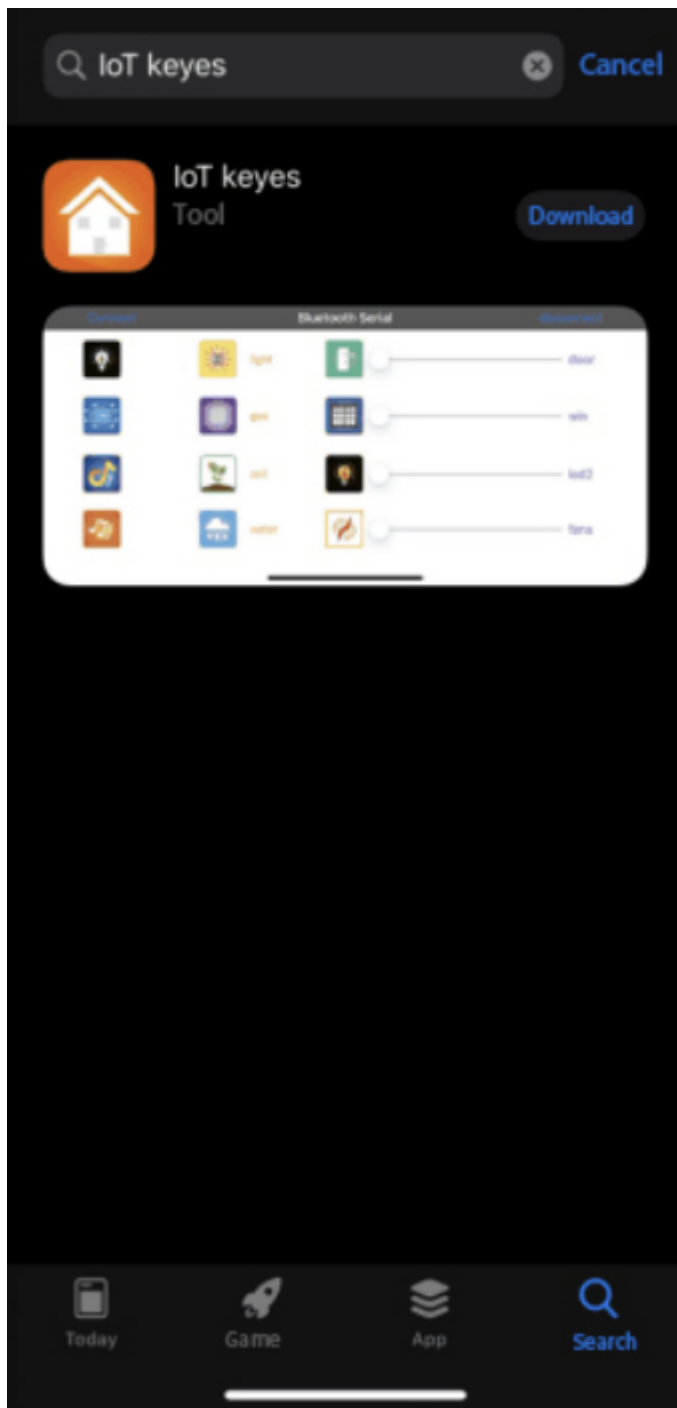 IoT keyes
Cancel
IoT keyes
Tool
Download
Bluetooth Serial
light
door
gas
win
soil
led2
water
fans
Today
Game
App
Search